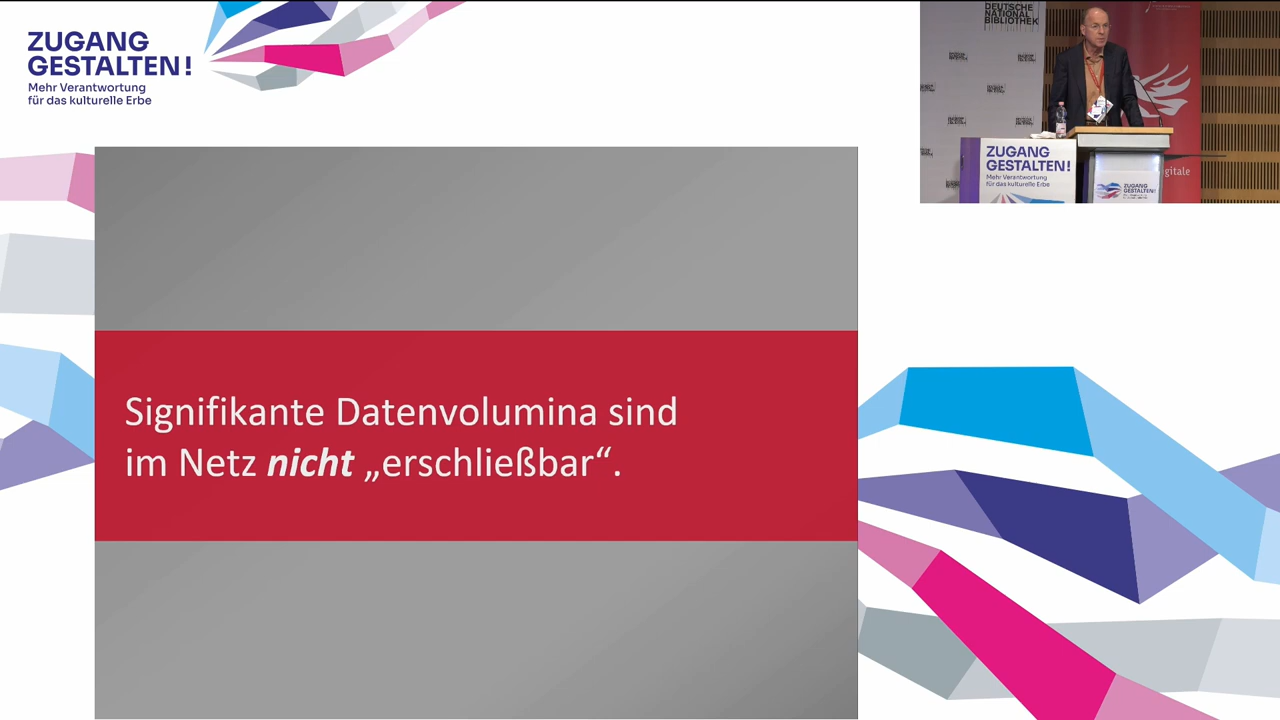 ZUGANG
GESTALTEN!
Mehr Verantwortung
für das kulturelle Erbe
DEUTSCHE
NATIONAL
BIBLIOTHEK
ZUGANG
GESTALTEN!
Mehr Verantwortung
für das kulturelle Erbe
ZUGANG
GESTALTEN!
Signifikante Datenvolumina sind
im Netz nicht „erschließbar“.